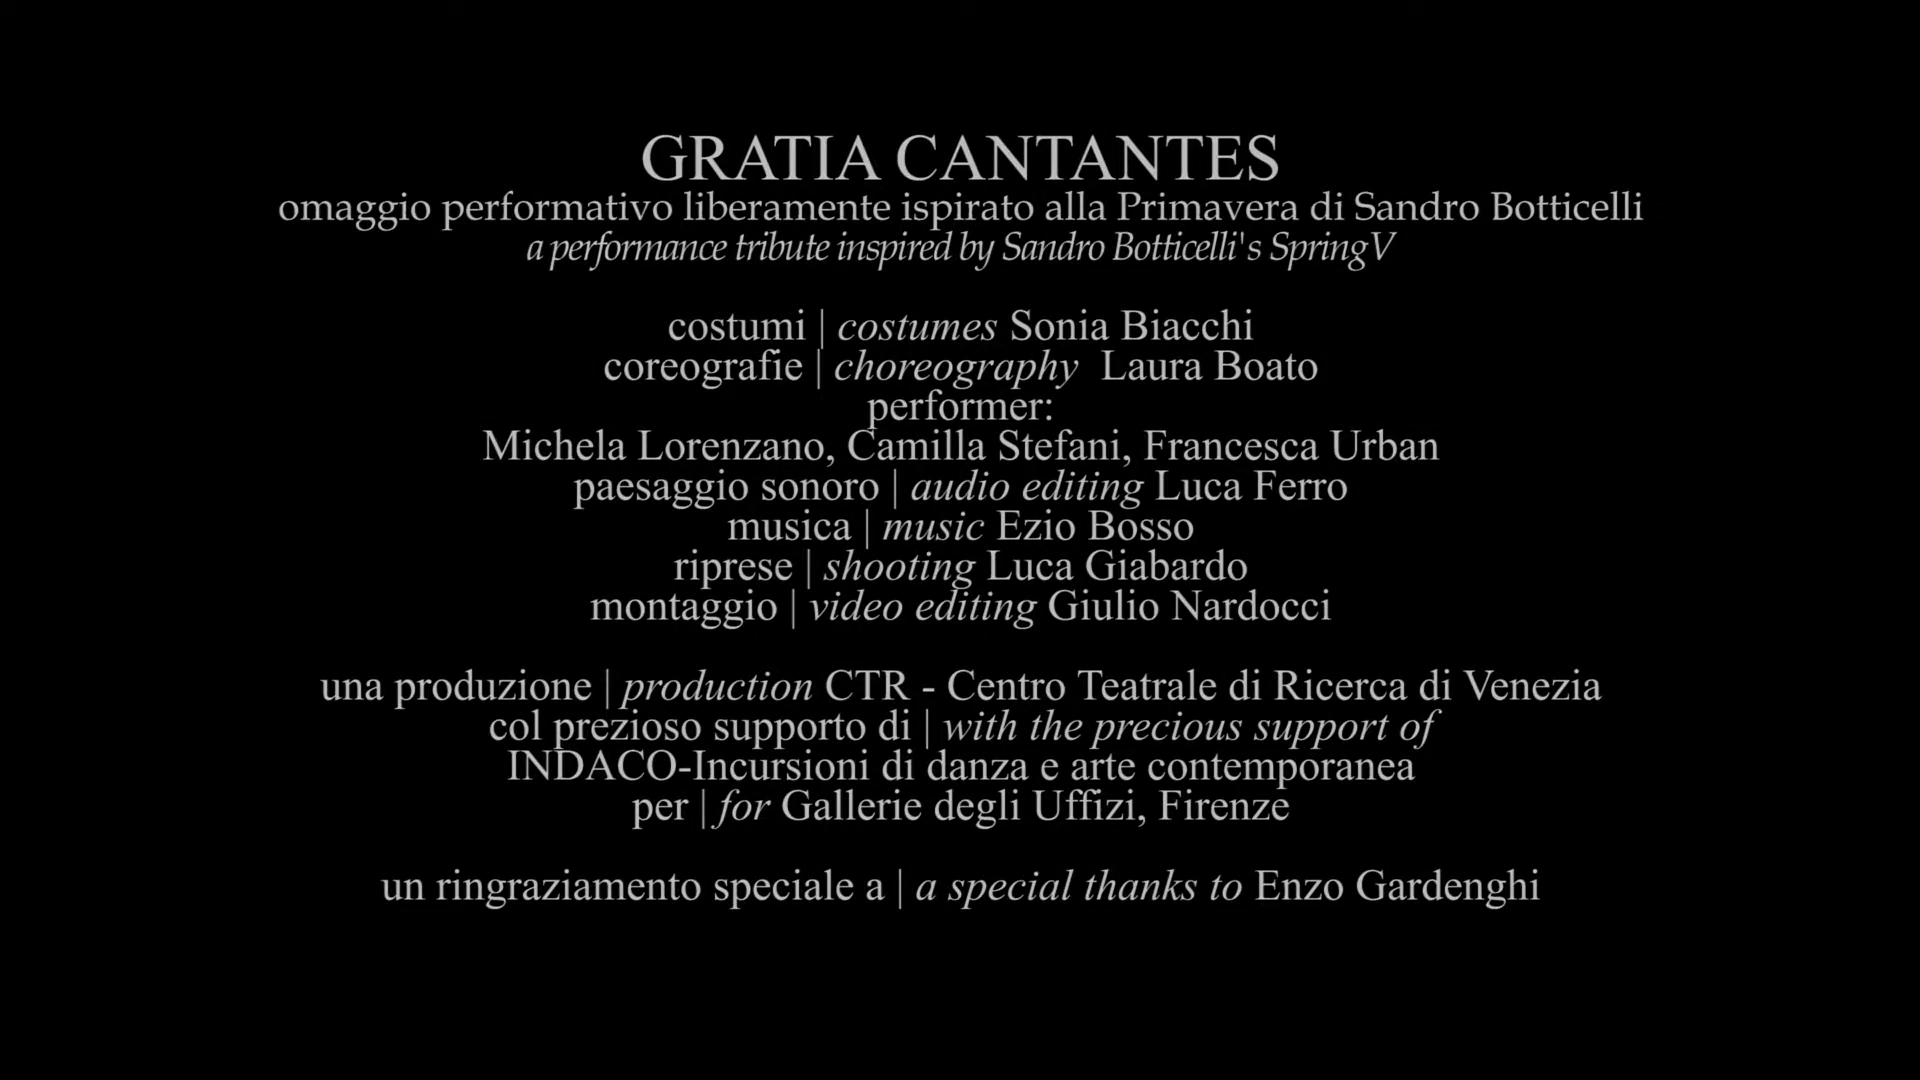 GRATIA CANTANTES
omaggio performativo liberamente ispirato alla Primavera di Sandro Botticelli
a performance tribute inspired by Sandro Botticelli's SpringV
costumi | costumes Sonia Biacchi
coreografie | choreography Laura Boato
performer:
Michela Lorenzano, Camilla Stefani, Francesca Urban
paesaggio sonoro | audio editing Luca Ferro
musica | music Ezio Bosso
riprese | shooting Luca Giabardo
montaggio | video editing Giulio Nardocci
una produzione | production CTR - Centro Teatrale di Ricerca di Venezia
col prezioso supporto di | with the precious support of
INDACO-Incursioni di danza e arte contemporanea
per | for Gallerie degli Uffizi, Firenze
un ringraziamento speciale a | a special thanks to Enzo Gardenghi